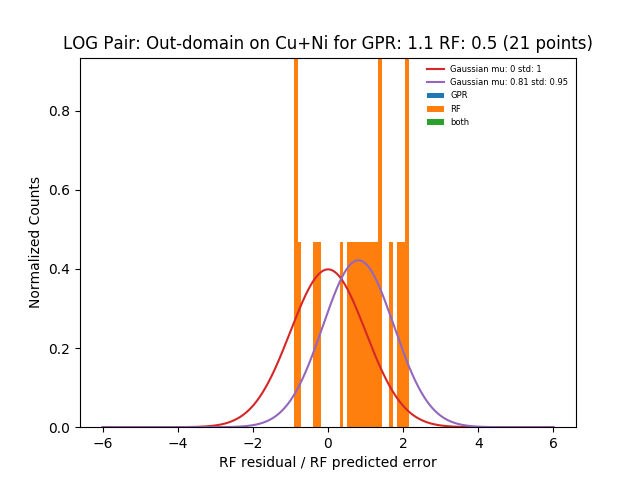 LOG Pair: Out-domain on Cu+Ni for GPR: 1.1 RF: 0.5 (21 points)
Gaussian mu: 0 std: 1
Gaussian mu: 0.81 std: 0.95
GPR
RF
both
Normalized Counts
0.8
0.6
0.4
0.2
0.0
−6 −4 −2 0 2 4 6
RF residual / RF predicted error